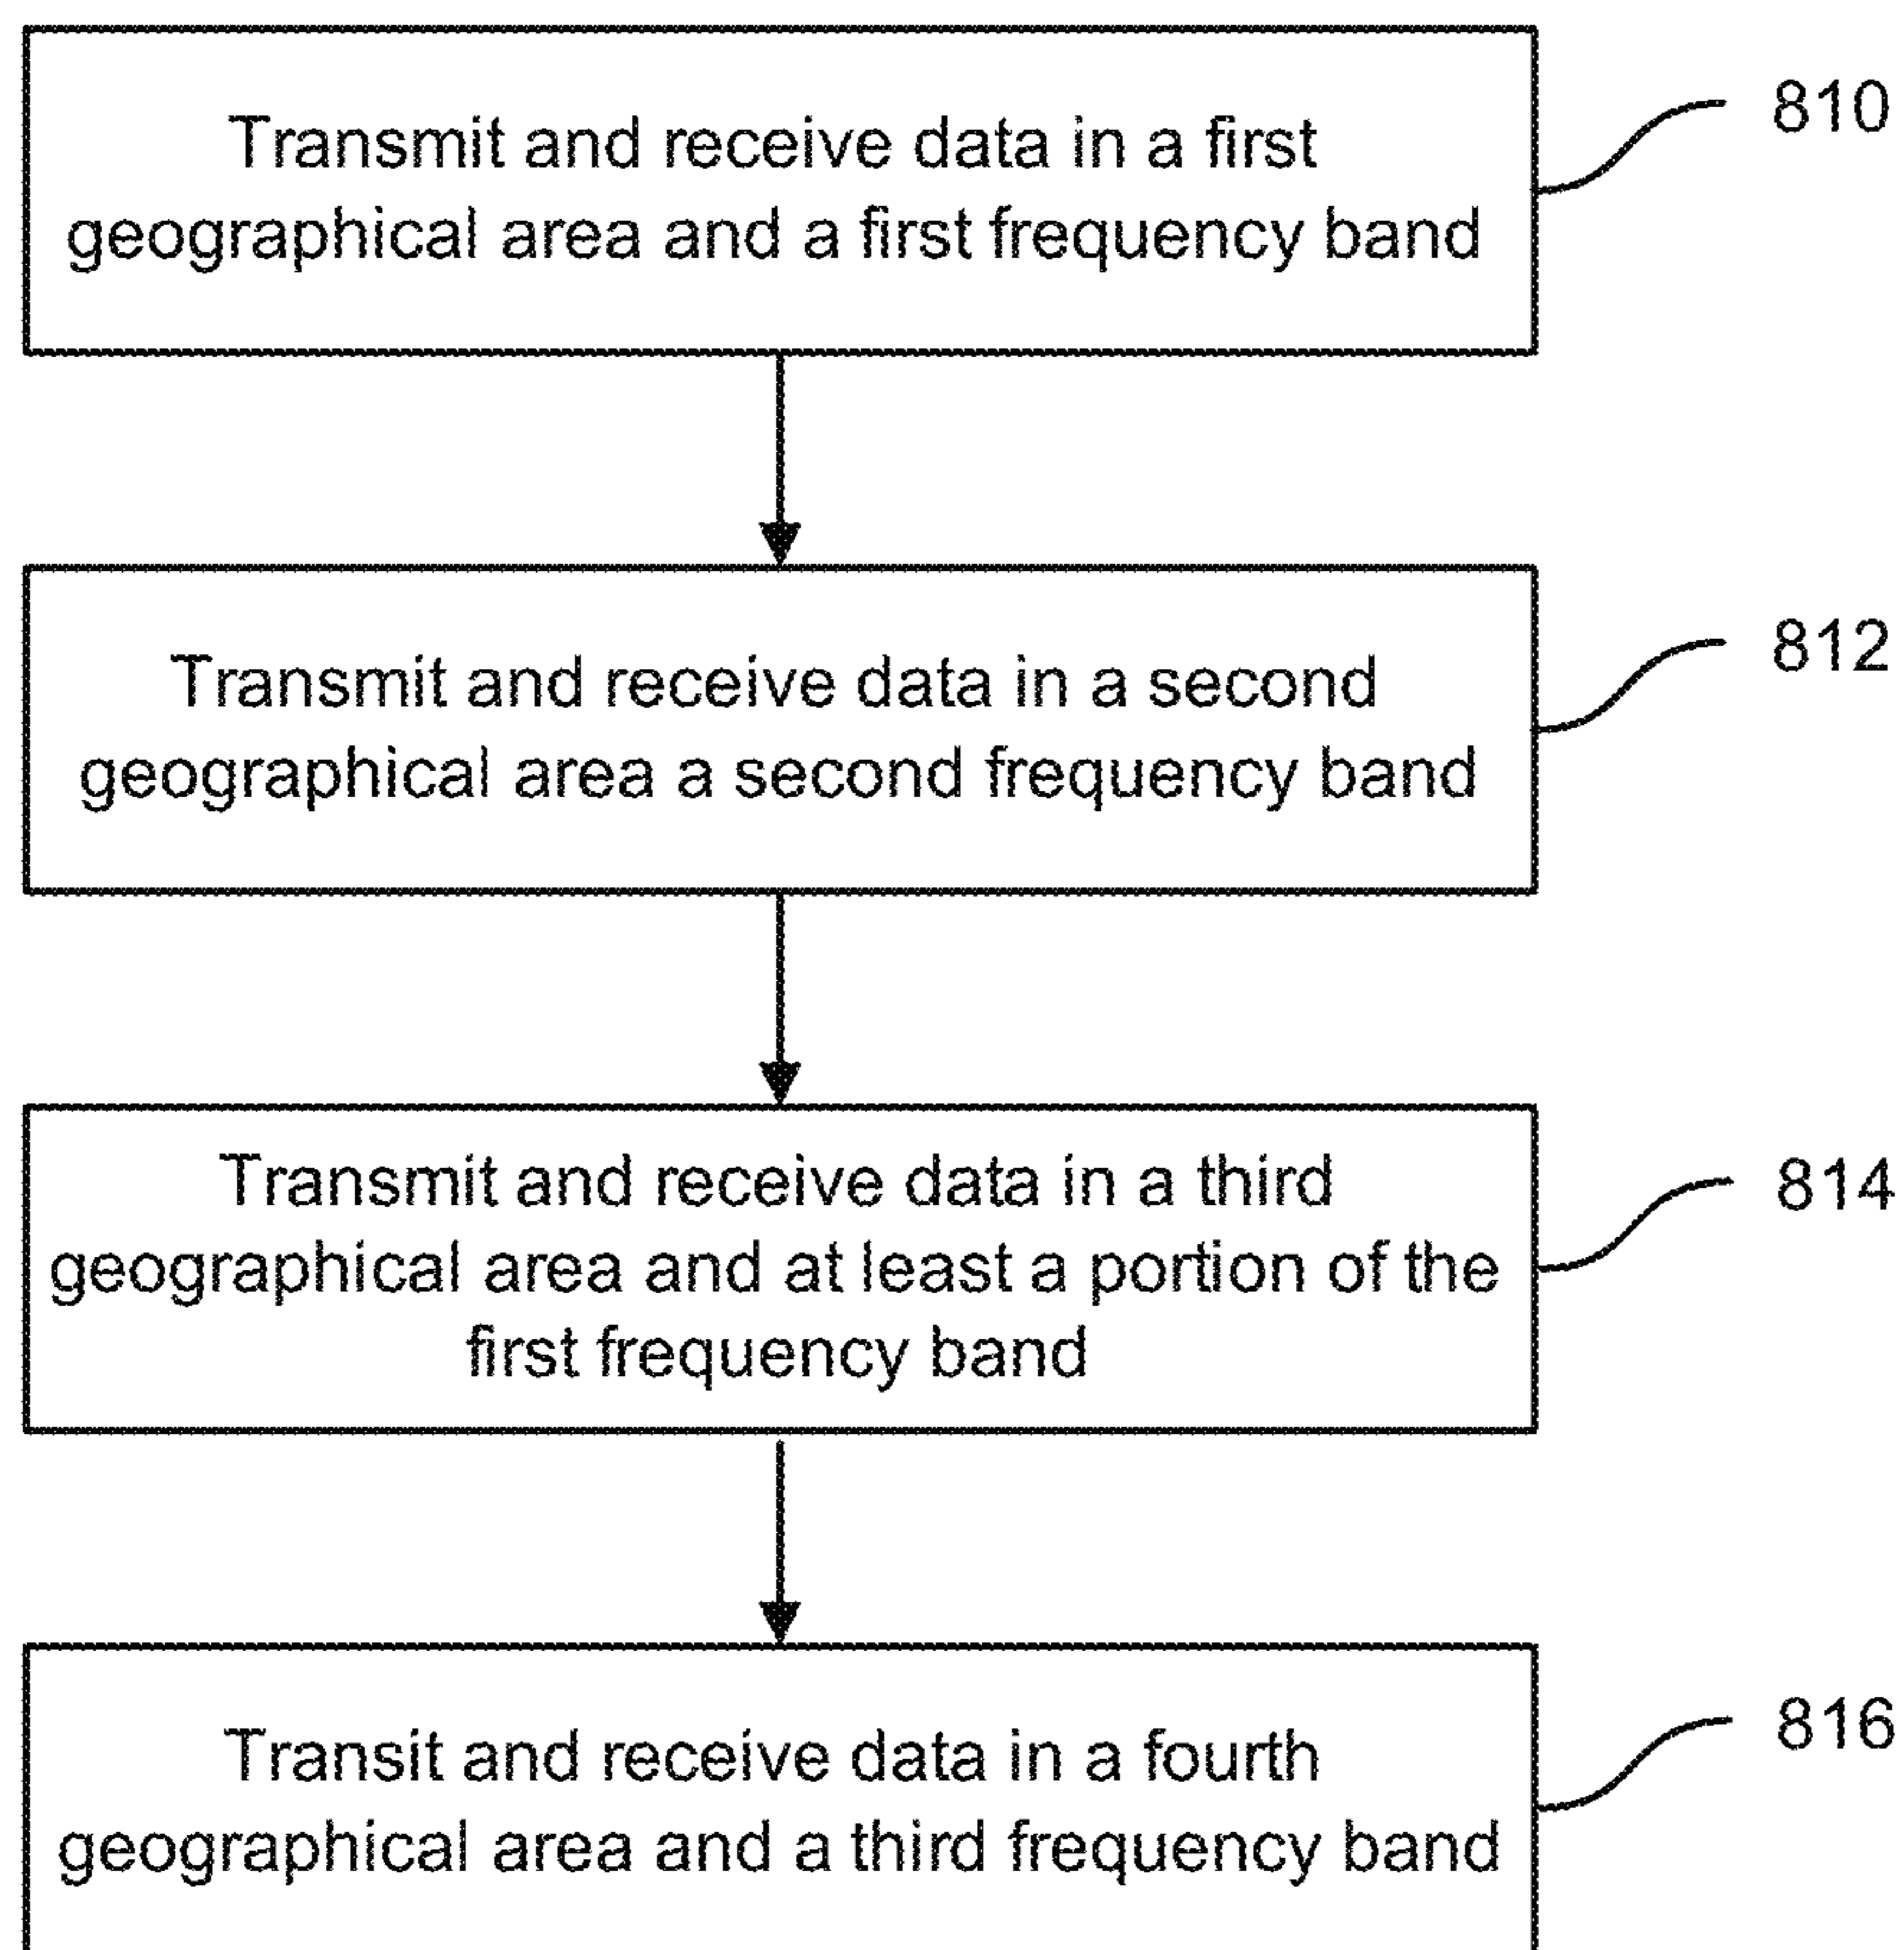 Transmit and receive data in a first
geographical area and a first frequency band
810
Transmit and receive data in a second
geographical area a second frequency band
812
Transmit and receive data in a third
geographical area and at least a portion of the
first frequency band
814
Transit and receive data in a fourth
geographical area and a third frequency band
816